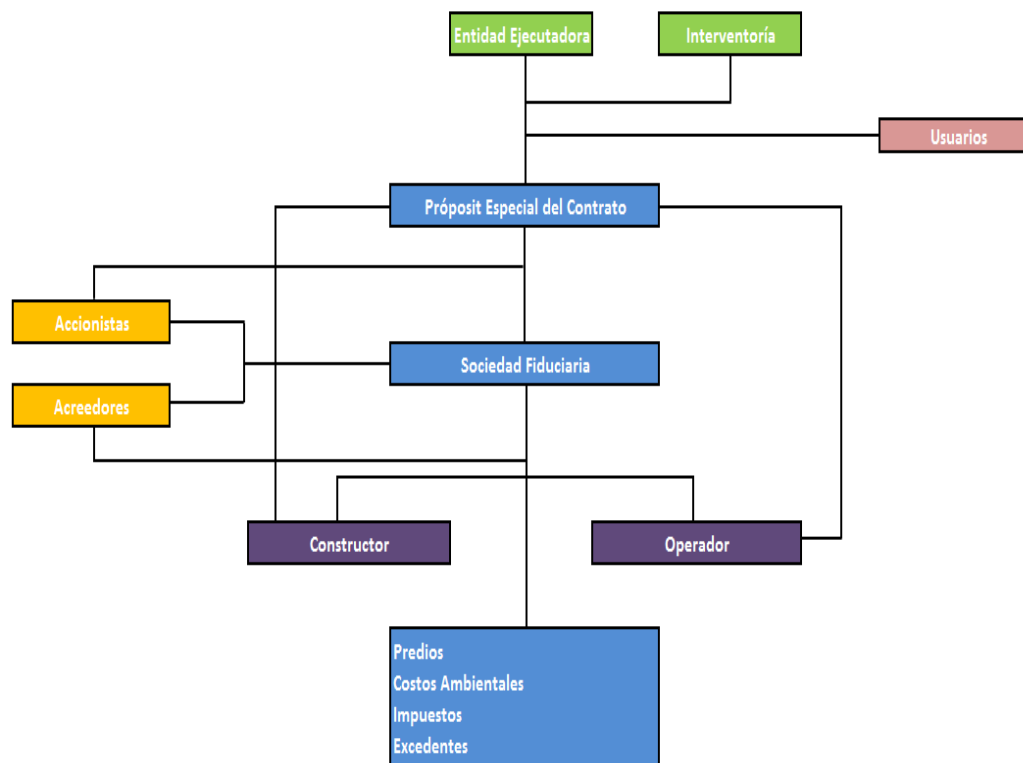 Entidad Ejecutadora
Interventoría
Usuarios
Próposit Especial del Contrato
Accionistas
Sociedad Fiduciaria
Acreedores
Constructor
Operador
Predios
Costos Ambientales
Impuestos
Excedentes